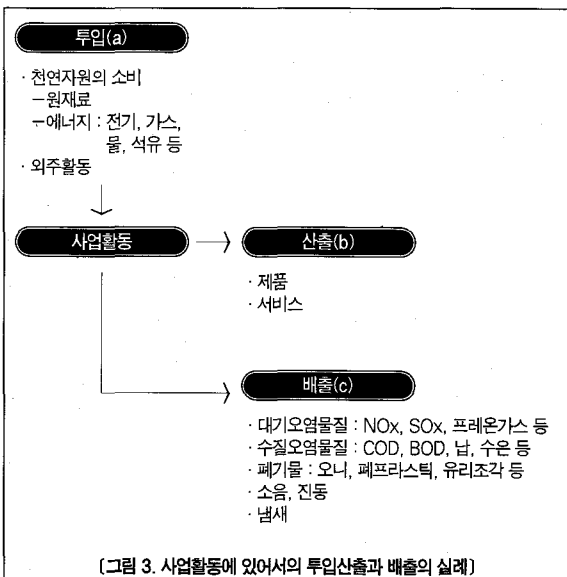 투입(a)
· 천연자원의 소비
－원재료
－에너지 : 전기, 가스,
물, 석유 등
· 외주활동
사업활동
산출(b)
· 제품
· 서비스
배출(c)
· 대기오염물질 : NOx, SOx, 프레온가스 등
· 수질오염물질 : COD, BOD, 납, 수은 등
· 폐기물 : 오니, 폐프라스틱, 유리조각 등
· 소음, 진동
· 냄새
〔그림 3. 사업활동에 있어서의 투입산출과 배출의 실례〕